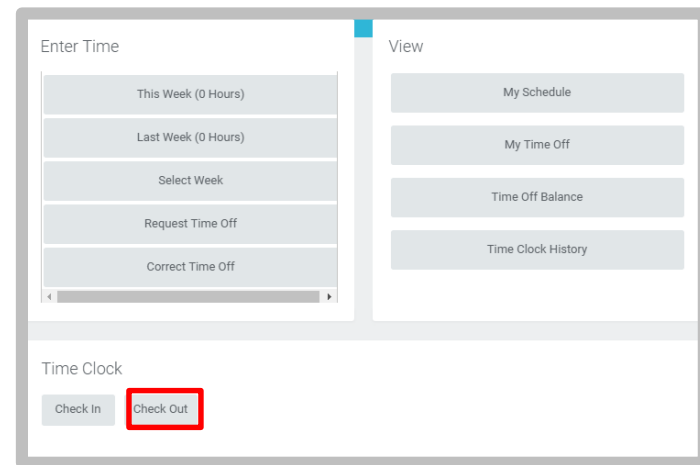 Enter Time
This Week (0 Hours)
Last Week (0 Hours)
Select Week
Request Time Off
Correct Time Off
View
My Schedule
My Time Off
Time Off Balance
Time Clock History
Time Clock
Check In
Check Out